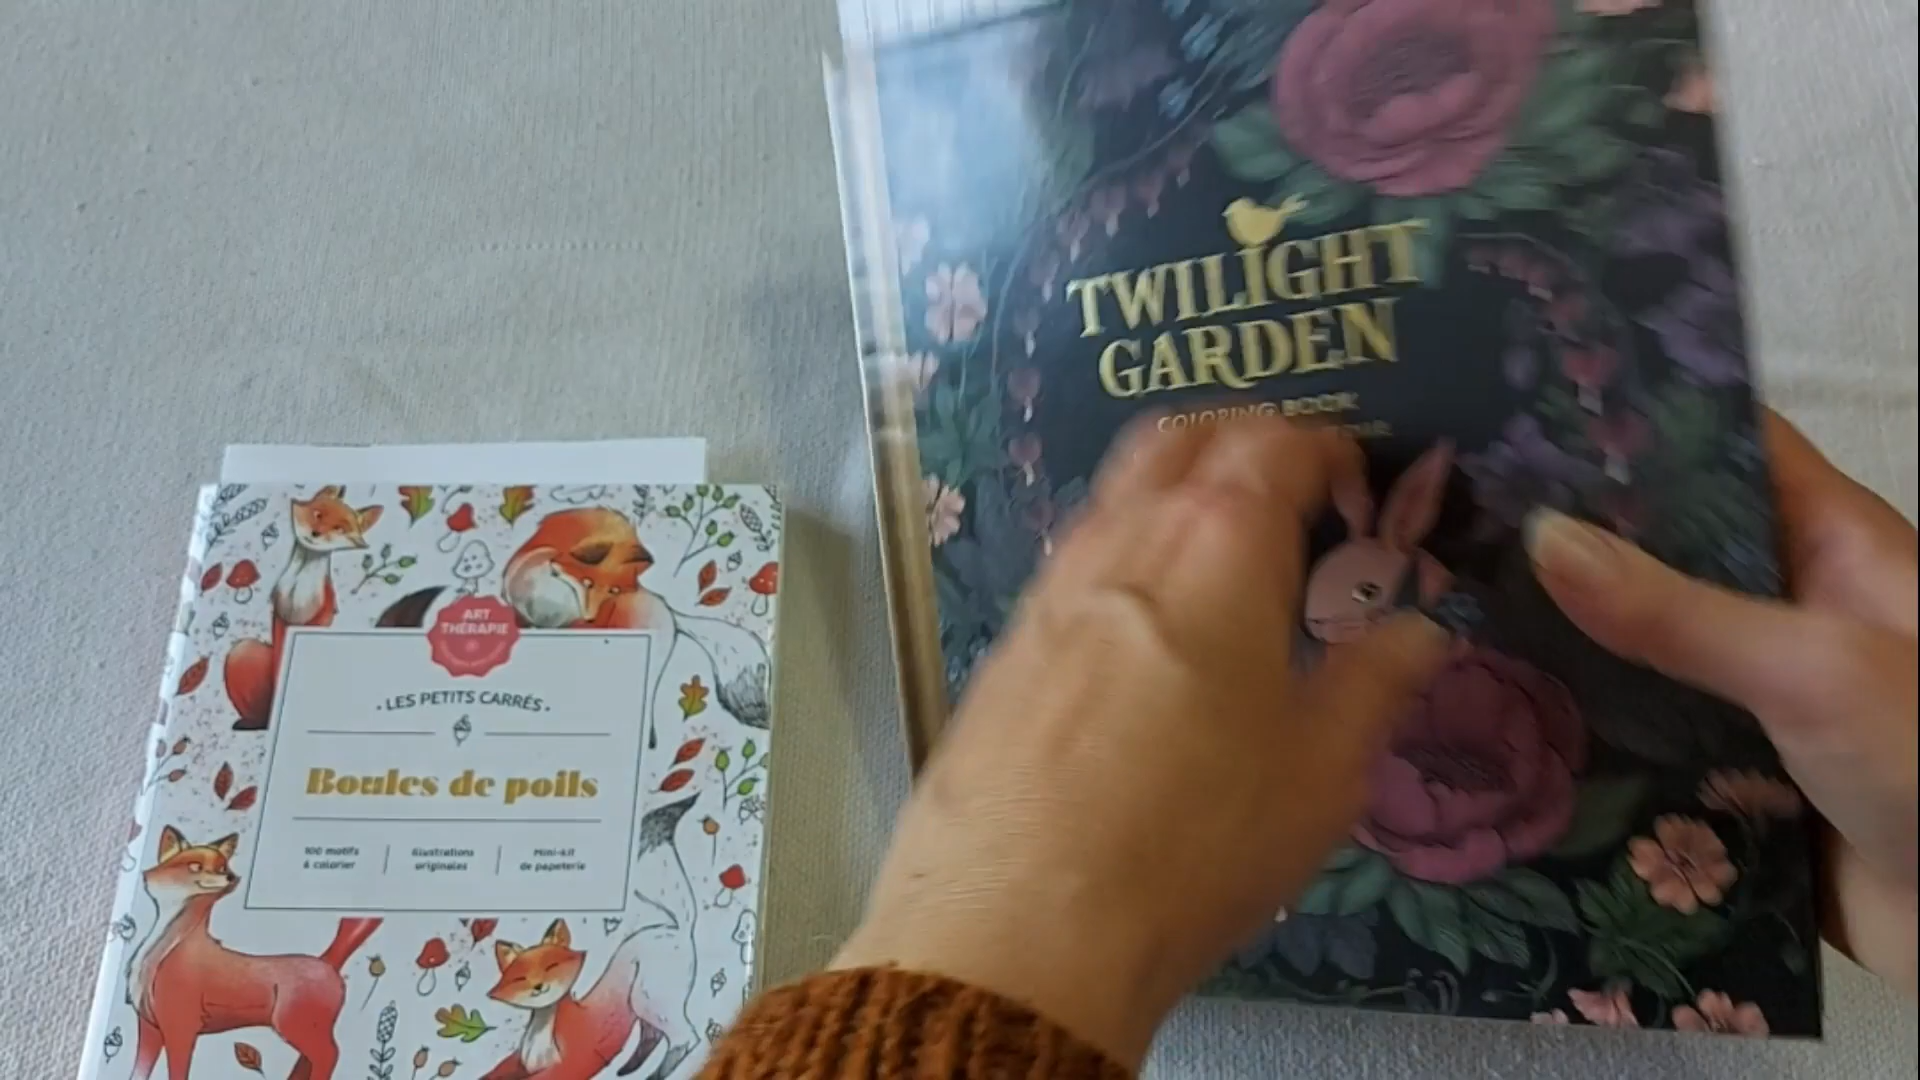 TWILIGHT
GARDEN
COLORING BOOK
ART
THÉRAPIE
• LES PETITS CARRÉS •
Boules de poils
100 motifs
à colorier
Illustrations
originales
Mini-kit
de papeterie